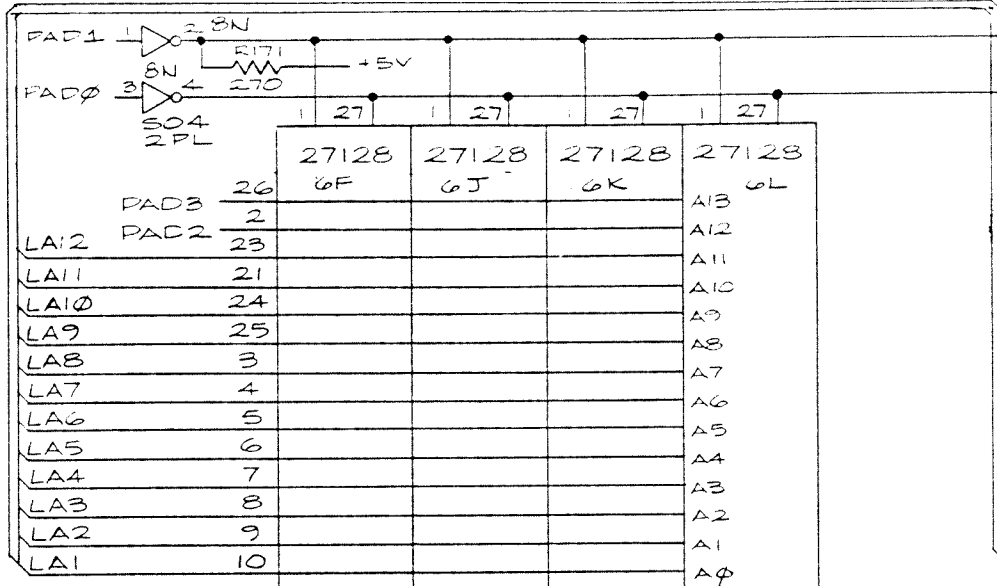 PAD1 1 2 8N
R171
+5V
8N 270
PADØ 3 4
SO4
2PL
1 27 1 27 1 27 1 27
27128 27128 27128 27128
6F 6J 6K 6L
PAD3 26 A13
PAD2 2 A12
LA12 23 A11
LA11 21 A10
LA1Ø 24 A9
LA9 25 A8
LA8 3 A7
LA7 4 A6
LA6 5 A5
LA5 6 A4
LA4 7 A3
LA3 8 A2
LA2 9 A1
LA1 10 AØ